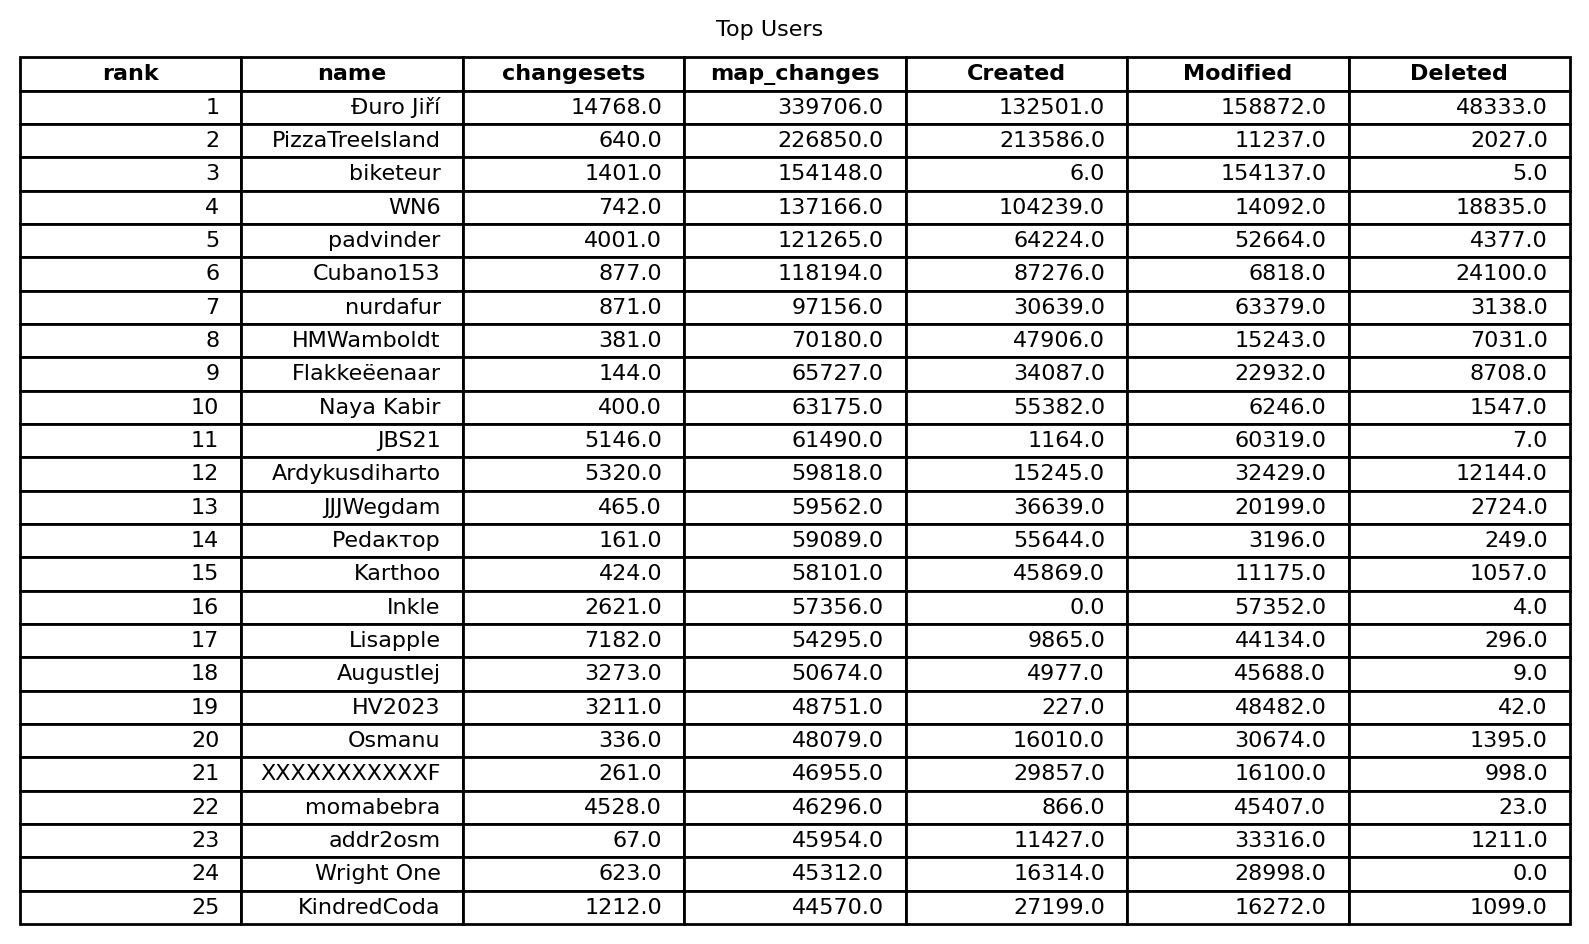 Top Users
rank name changesets map_changes Created Modified Deleted
1 Đuro Jiří 14768.0 339706.0 132501.0 158872.0 48333.0
2 PizzaTreeIsland 640.0 226850.0 213586.0 11237.0 2027.0
3 biketeur 1401.0 154148.0 6.0 154137.0 5.0
4 WN6 742.0 137166.0 104239.0 14092.0 18835.0
5 padvinder 4001.0 121265.0 64224.0 52664.0 4377.0
6 Cubano153 877.0 118194.0 87276.0 6818.0 24100.0
7 nurdafur 871.0 97156.0 30639.0 63379.0 3138.0
8 HMWamboldt 381.0 70180.0 47906.0 15243.0 7031.0
9 Flakkeëenaar 144.0 65727.0 34087.0 22932.0 8708.0
10 Naya Kabir 400.0 63175.0 55382.0 6246.0 1547.0
11 JBS21 5146.0 61490.0 1164.0 60319.0 7.0
12 Ardykusdiharto 5320.0 59818.0 15245.0 32429.0 12144.0
13 JJJWegdam 465.0 59562.0 36639.0 20199.0 2724.0
14 Реdaктор 161.0 59089.0 55644.0 3196.0 249.0
15 Karthoo 424.0 58101.0 45869.0 11175.0 1057.0
16 Inkle 2621.0 57356.0 0.0 57352.0 4.0
17 Lisapple 7182.0 54295.0 9865.0 44134.0 296.0
18 Augustlej 3273.0 50674.0 4977.0 45688.0 9.0
19 HV2023 3211.0 48751.0 227.0 48482.0 42.0
20 Osmanu 336.0 48079.0 16010.0 30674.0 1395.0
21 XXXXXXXXXXXF 261.0 46955.0 29857.0 16100.0 998.0
22 momabebra 4528.0 46296.0 866.0 45407.0 23.0
23 addr2osm 67.0 45954.0 11427.0 33316.0 1211.0
24 Wright One 623.0 45312.0 16314.0 28998.0 0.0
25 KindredCoda 1212.0 44570.0 27199.0 16272.0 1099.0